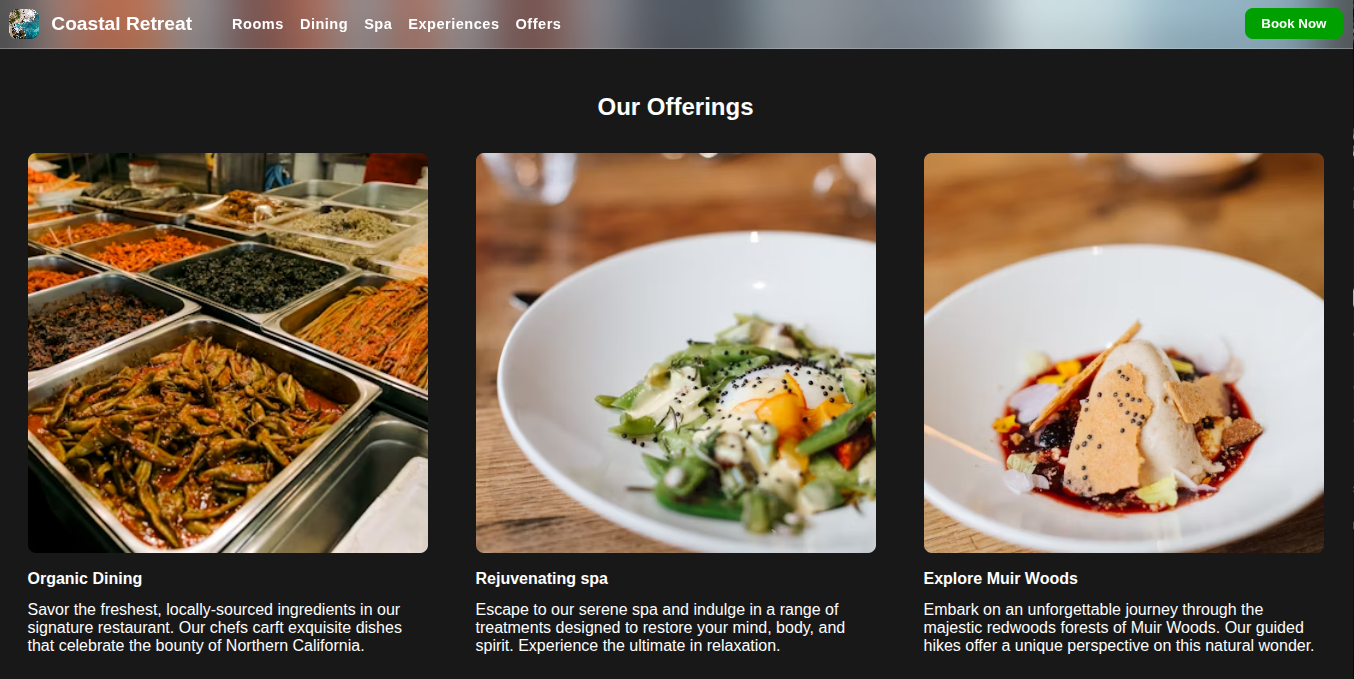 Coastal Retreat Rooms Dining Spa Experiences Offers Book Now
Our Offerings
Organic Dining
Savor the freshest, locally-sourced ingredients in our
signature restaurant. Our chefs carft exquisite dishes
that celebrate the bounty of Northern California.
Rejuvenating spa
Escape to our serene spa and indulge in a range of
treatments designed to restore your mind, body, and
spirit. Experience the ultimate in relaxation.
Explore Muir Woods
Embark on an unforgettable journey through the
majestic redwoods forests of Muir Woods. Our guided
hikes offer a unique perspective on this natural wonder.